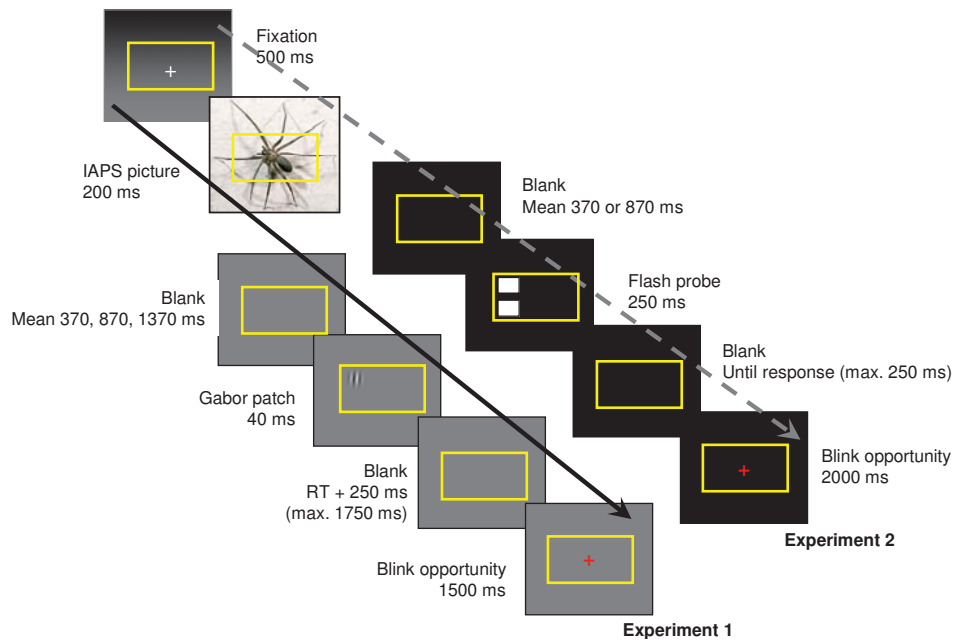 Fixation
500 ms
IAPS picture
200 ms
Blank
Mean 370 or 870 ms
Flash probe
250 ms
Blank
Until response (max. 250 ms)
Blink opportunity
2000 ms
Experiment 2
Blank
Mean 370, 870, 1370 ms
Gabor patch
40 ms
Blank
RT + 250 ms
(max. 1750 ms)
Blink opportunity
1500 ms
Experiment 1